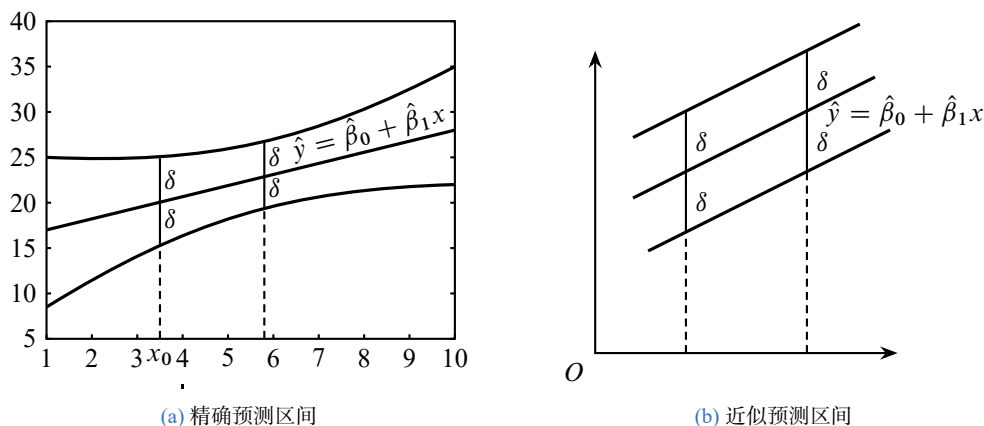 40
35
30
25
20
15
10
5
1 2 3 x₀ 4 5 6 7 8 9 10
δ
δ
δ
δ
ŷ = β̂₀ + β̂₁x
(a) 精确预测区间
δ
δ
δ
δ
ŷ = β̂₀ + β̂₁x
O
(b) 近似预测区间